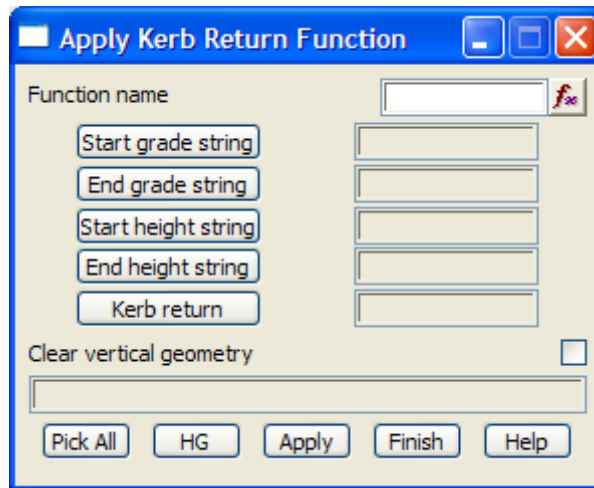 Apply Kerb Return Function
Function name
Start grade string
End grade string
Start height string
End height string
Kerb return
Clear vertical geometry
Pick All HG Apply Finish Help